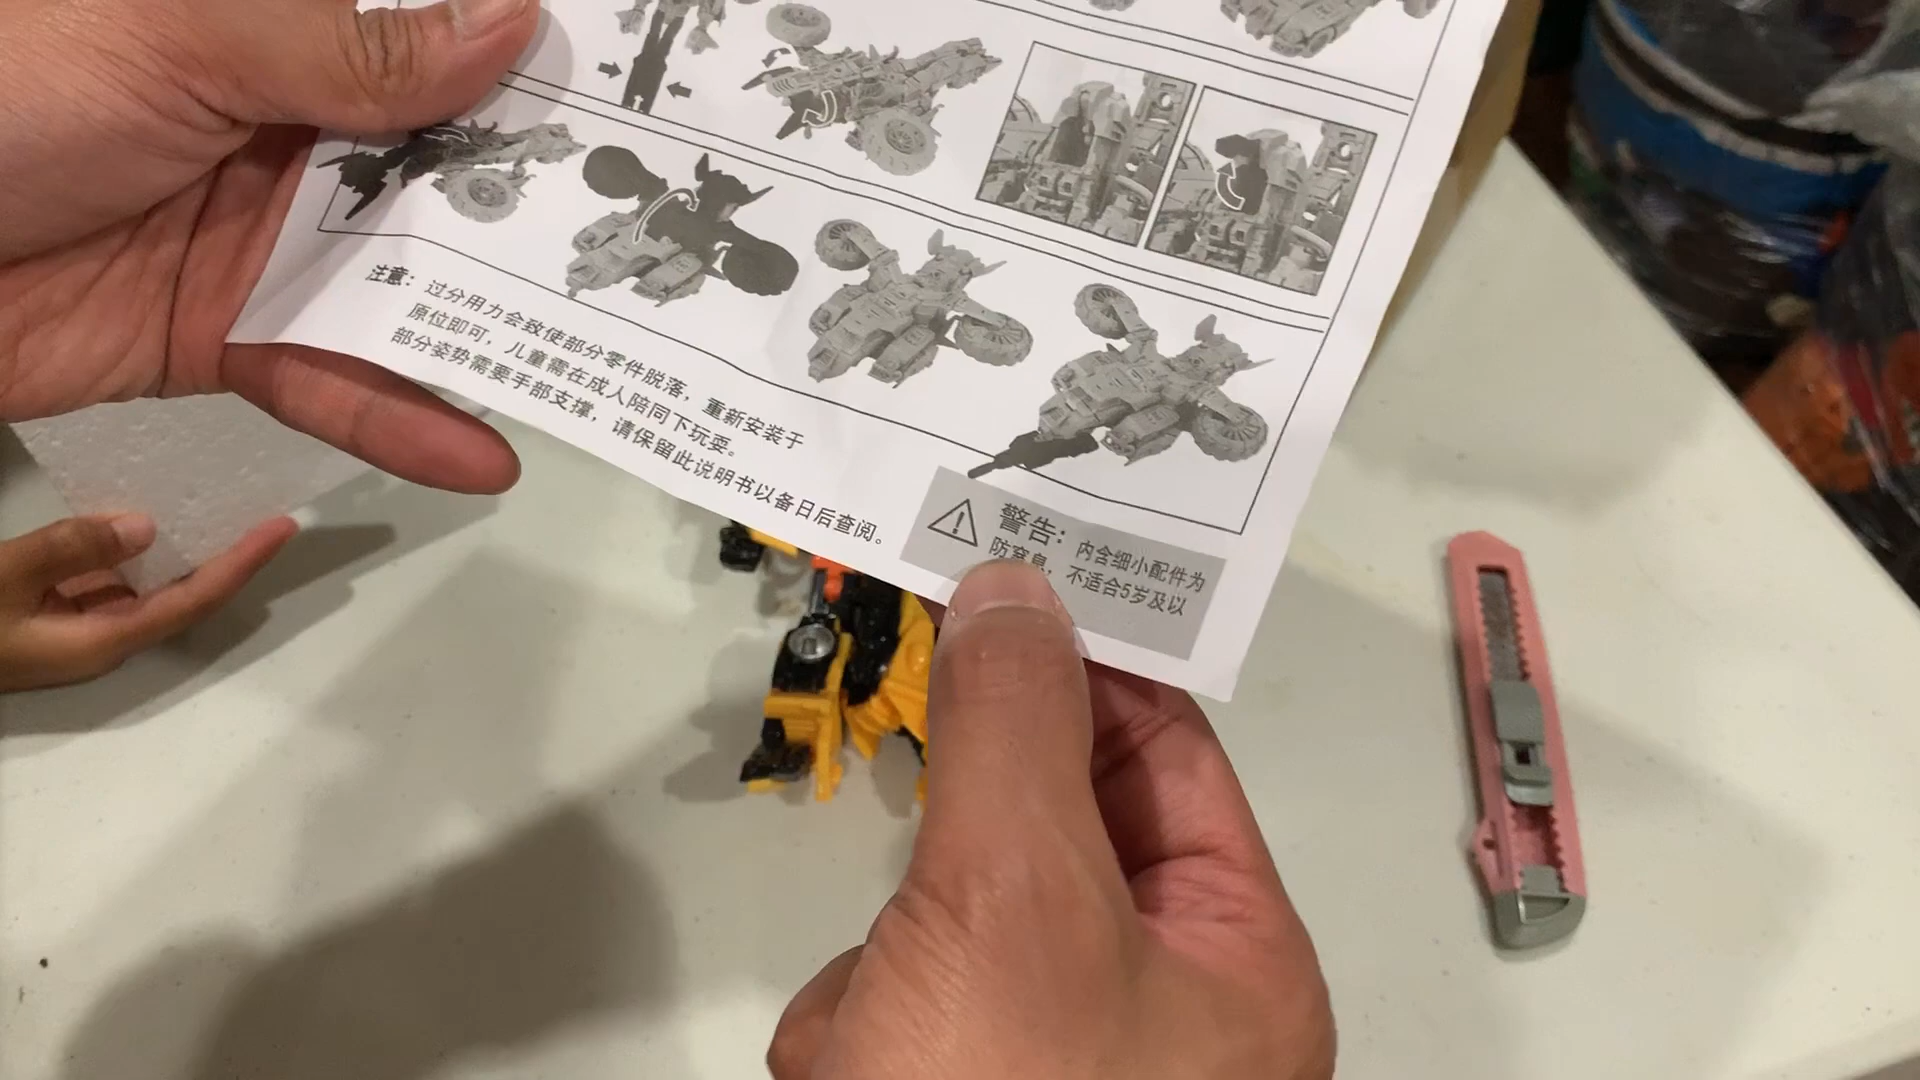 注意：过分用力会致使部分零件脱落，重新安装于
原位即可，儿童需在成人陪同下玩耍。
部分姿势需要手部支撑，请保留此说明书以备日后查阅。
警告：内含细小配件为
防窒息，不适合5岁及以